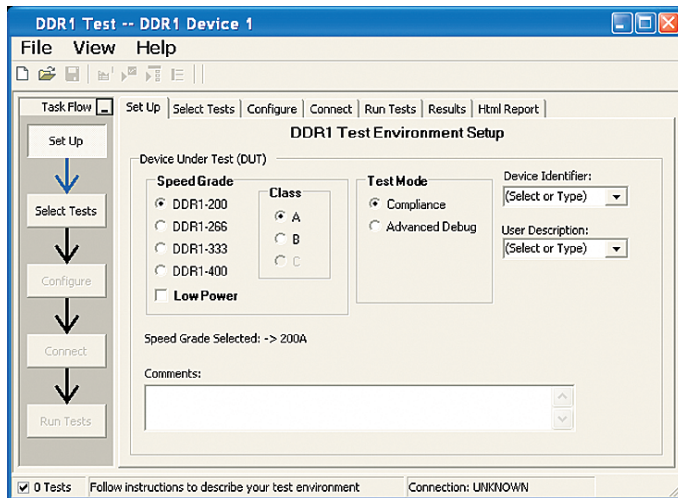 DDR1 Test -- DDR1 Device 1
File View Help
Task Flow
Set Up
Select Tests
Configure
Connect
Run Tests
Set Up Select Tests Configure Connect Run Tests Results Html Report
DDR1 Test Environment Setup
Device Under Test (DUT)
Speed Grade
DDR1-200
DDR1-266
DDR1-333
DDR1-400
Low Power
Class
A
B
C
Test Mode
Compliance
Advanced Debug
Device Identifier:
(Select or Type)
User Description:
(Select or Type)
Speed Grade Selected: -> 200A
Comments:
0 Tests Follow instructions to describe your test environment Connection: UNKNOWN